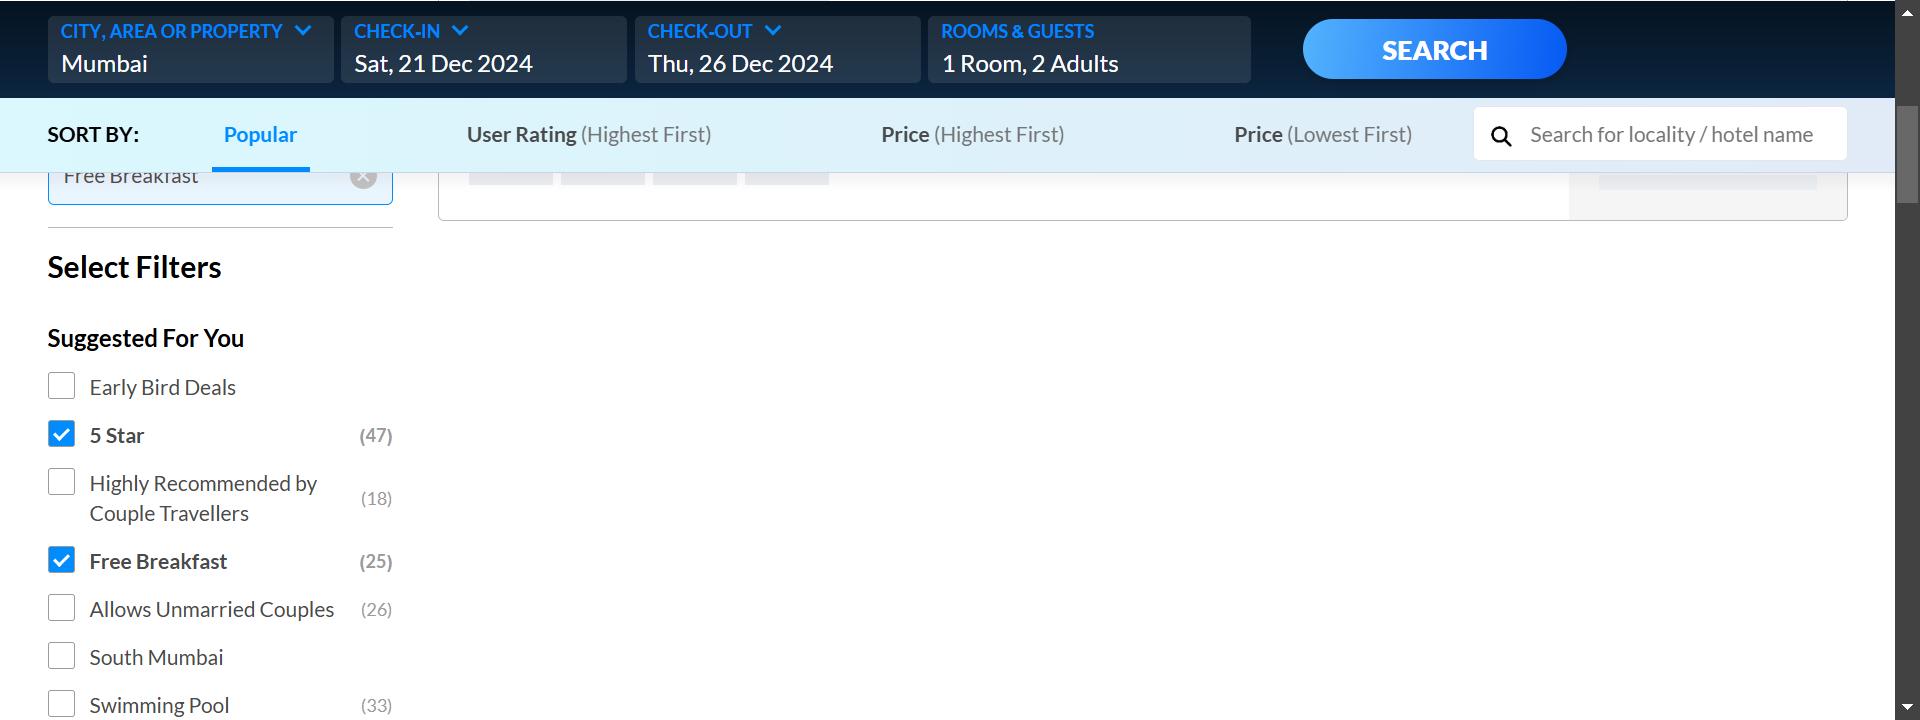 CITY, AREA OR PROPERTY
Mumbai
CHECK-IN
Sat, 21 Dec 2024
CHECK-OUT
Thu, 26 Dec 2024
ROOMS & GUESTS
1 Room, 2 Adults
SEARCH
SORT BY:
Popular
User Rating (Highest First)
Price (Highest First)
Price (Lowest First)
Search for locality / hotel name
Free Breakfast
Select Filters
Suggested For You
Early Bird Deals
5 Star (47)
Highly Recommended by
Couple Travellers (18)
Free Breakfast (25)
Allows Unmarried Couples (26)
South Mumbai
Swimming Pool (33)